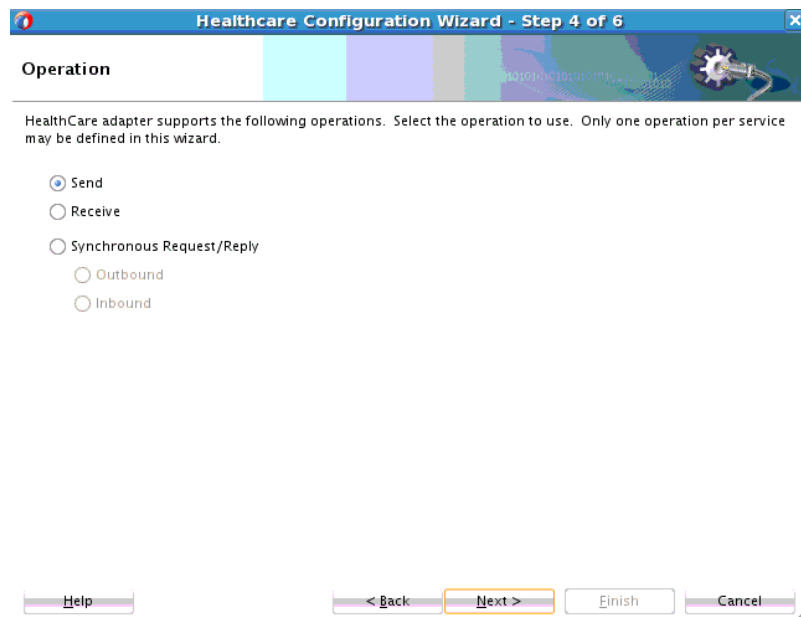 Healthcare Configuration Wizard - Step 4 of 6
Operation
HealthCare adapter supports the following operations. Select the operation to use. Only one operation per service
may be defined in this wizard.
Send
Receive
Synchronous Request/Reply
Outbound
Inbound
Help
< Back
Next >
Finish
Cancel